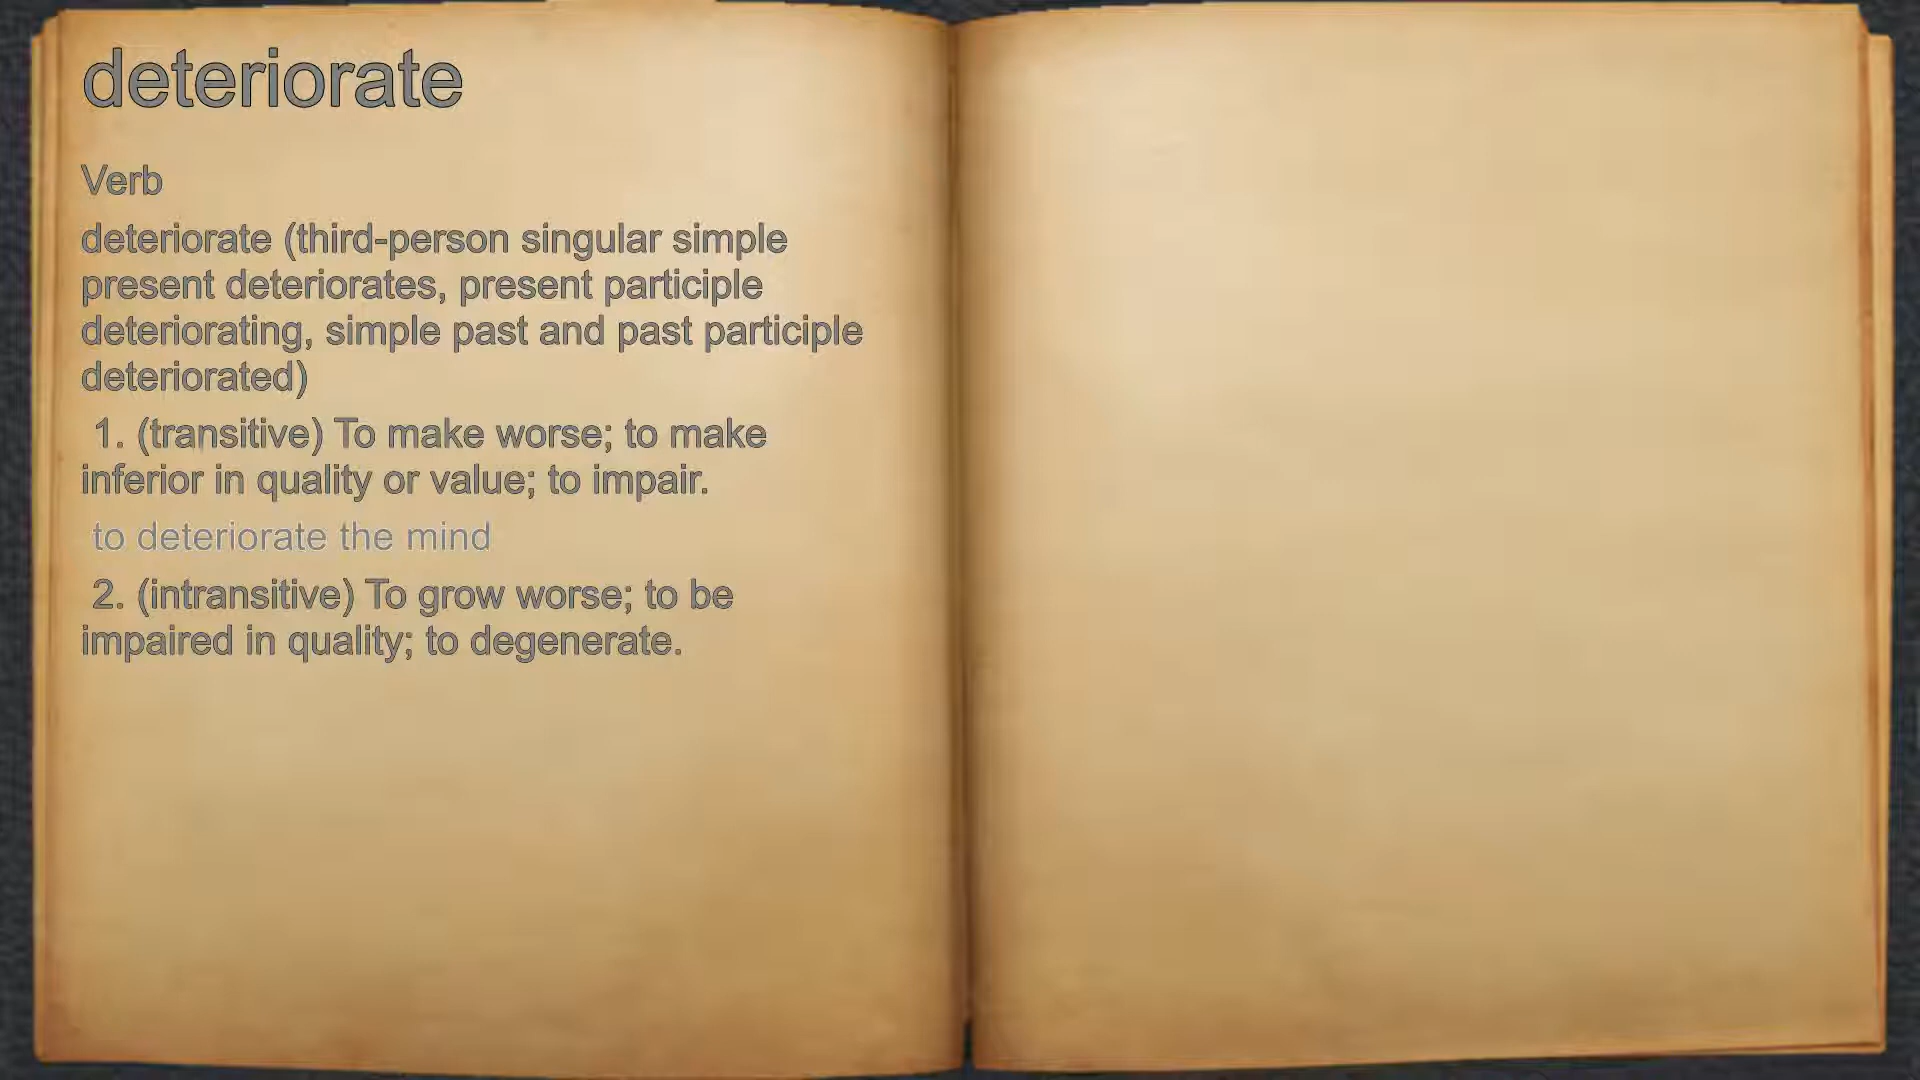 deteriorate
Verb
deteriorate (third-person singular simple
present deteriorates, present participle
deteriorating, simple past and past participle
deteriorated)
1. (transitive) To make worse; to make
inferior in quality or value; to impair.
to deteriorate the mind
2. (intransitive) To grow worse; to be
impaired in quality; to degenerate.